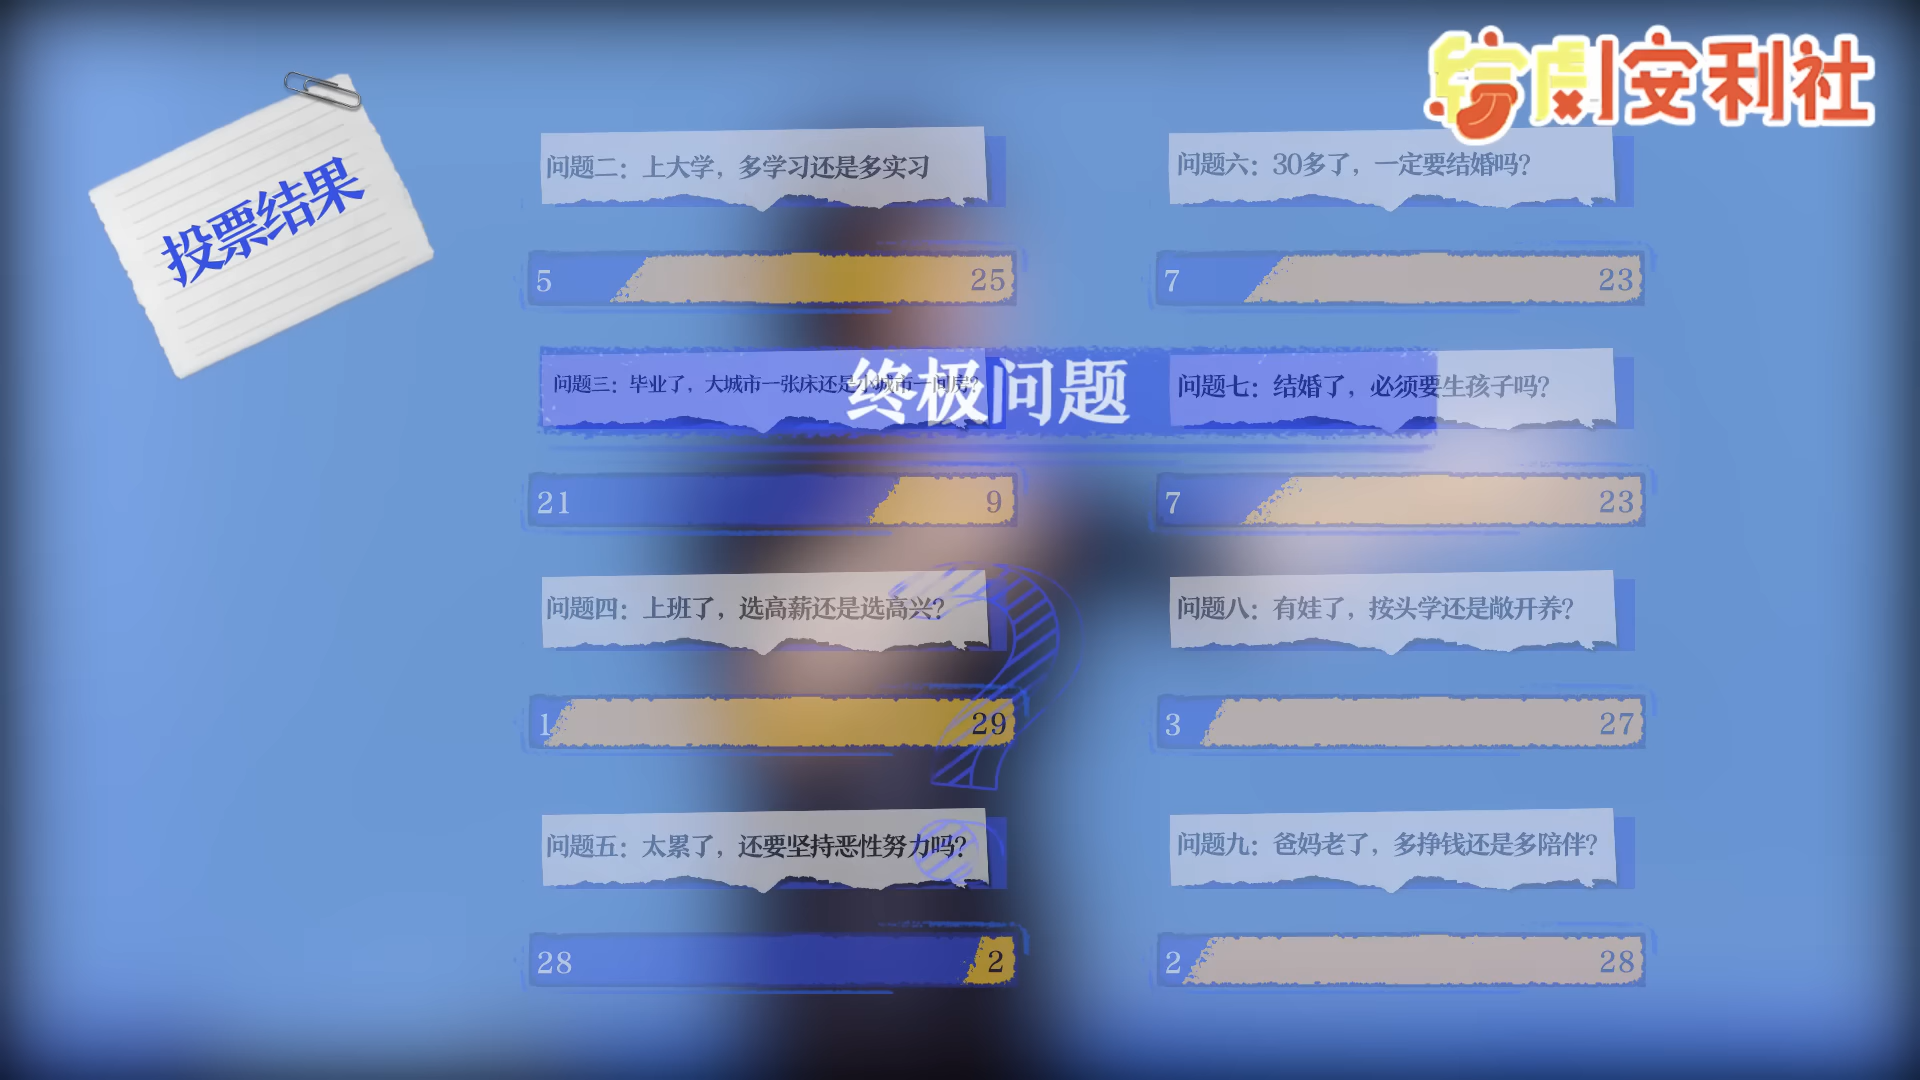 综剧安利社
投票结果
问题二：上大学，多学习还是多实习
5
25
问题三：毕业了，大城市一张床还是小城市一间房？
21
9
问题四：上班了，选高薪还是选高兴？
1
29
问题五：太累了，还要坚持恶性努力吗？
28
2
问题六：30多了，一定要结婚吗？
7
23
问题七：结婚了，必须要生孩子吗？
7
23
问题八：有娃了，按头学还是敞开养？
3
27
问题九：爸妈老了，多挣钱还是多陪伴？
2
28
终极问题
?